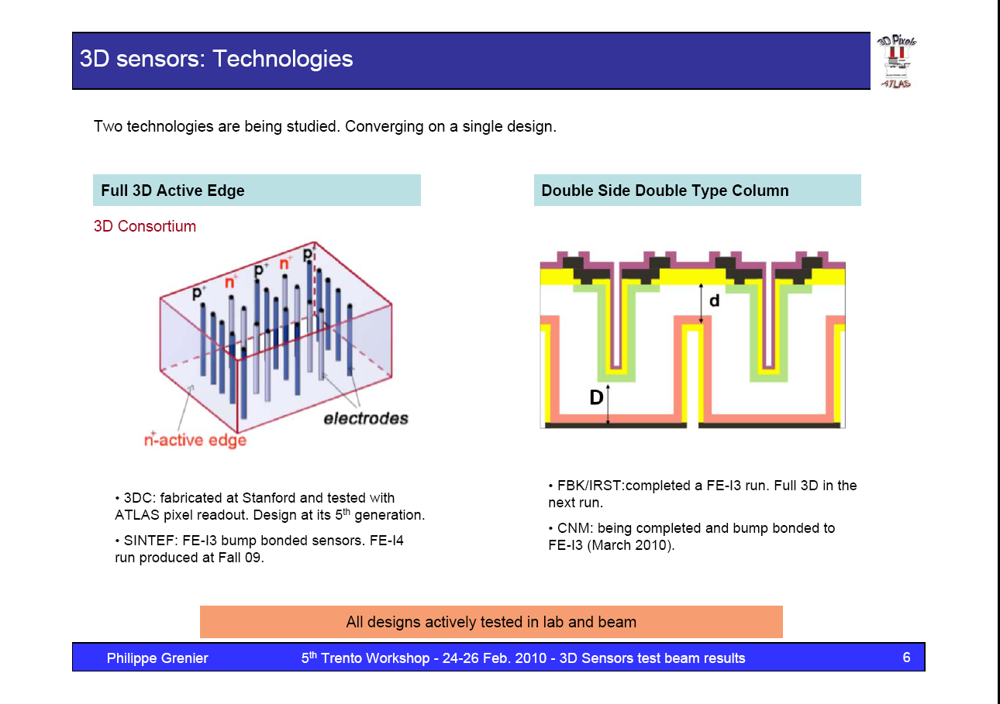 3D sensors: Technologies
3D Pixels
ATLAS
Two technologies are being studied. Converging on a single design.
Full 3D Active Edge
3D Consortium
p+
n+
p+
n+
p
electrodes
n+-active edge
• 3DC: fabricated at Stanford and tested with
ATLAS pixel readout. Design at its 5th generation.
• SINTEF: FE-I3 bump bonded sensors. FE-I4
run produced at Fall 09.
Double Side Double Type Column
d
D
• FBK/IRST:completed a FE-I3 run. Full 3D in the
next run.
• CNM: being completed and bump bonded to
FE-I3 (March 2010).
All designs actively tested in lab and beam
Philippe Grenier
5th Trento Workshop - 24-26 Feb. 2010 - 3D Sensors test beam results
6